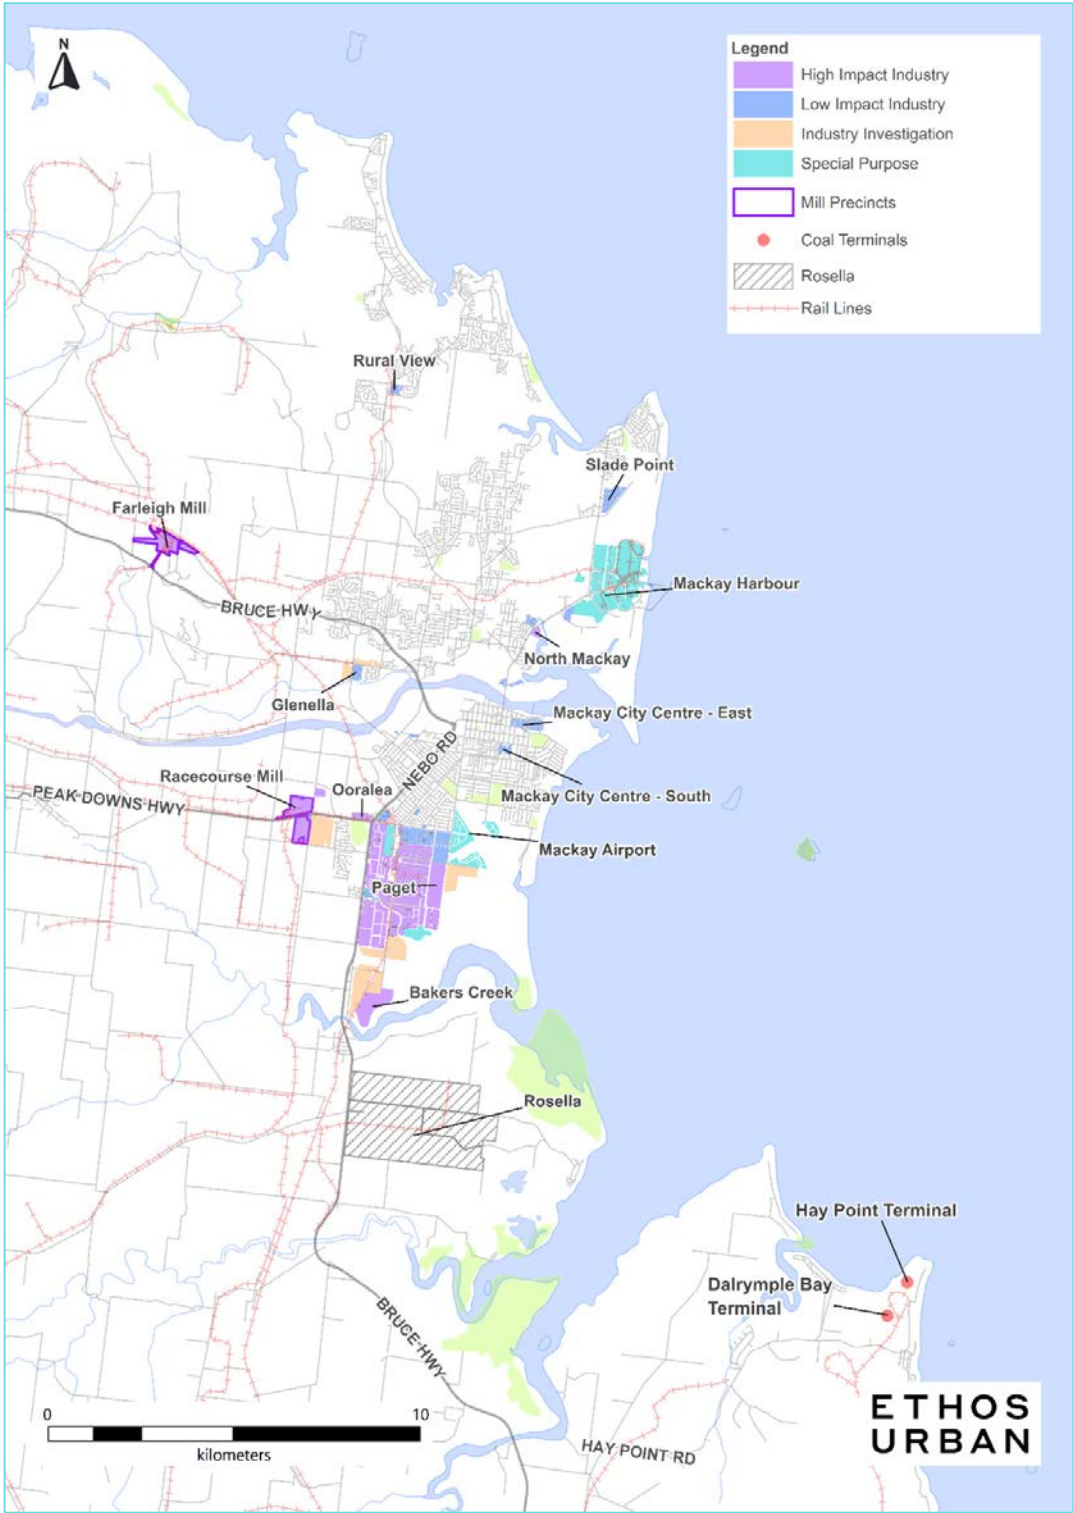 N
Legend
High Impact Industry
Low Impact Industry
Industry Investigation
Special Purpose
Mill Precincts
Coal Terminals
Rosella
Rail Lines
Rural View
Slade Point
Farleigh Mill
Mackay Harbour
BRUCE HWY
North Mackay
Glenella
Mackay City Centre - East
NEBO RD
Racecourse Mill
Ooralea
PEAK DOWNS HWY
Mackay City Centre - South
Mackay Airport
Paget
Bakers Creek
Rosella
Hay Point Terminal
Dalrymple Bay
Terminal
BRUCE HWY
0 10
kilometers
HAY POINT RD
ETHOS
URBAN